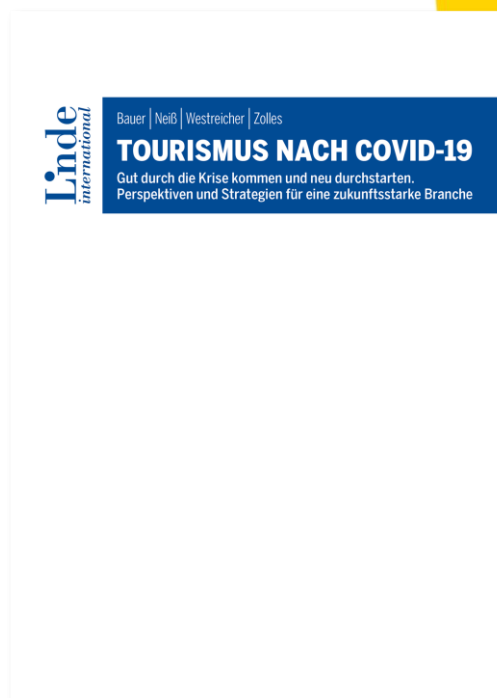 Linde
international
Bauer | Neiß | Westreicher | Zolles
TOURISMUS NACH COVID-19
Gut durch die Krise kommen und neu durchstarten.
Perspektiven und Strategien für eine zukunftsstarke Branche